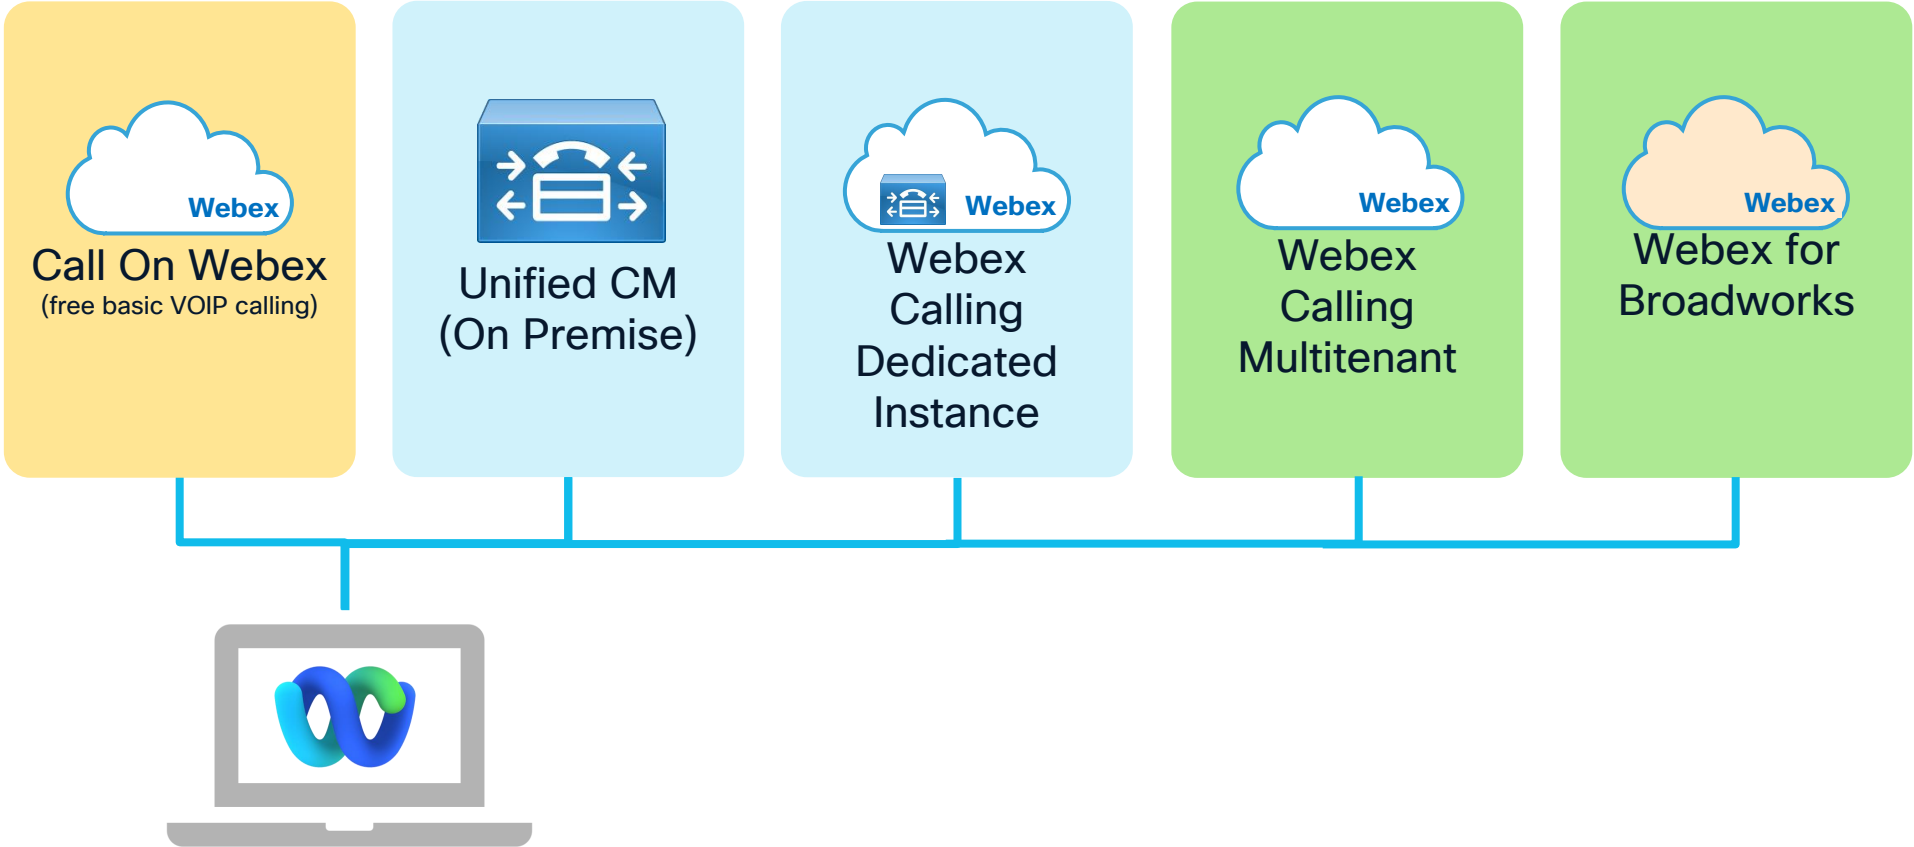 Webex
Call On Webex
(free basic VOIP calling)
Unified CM
(On Premise)
Webex
Webex
Calling
Dedicated
Instance
Webex
Webex
Calling
Multitenant
Webex
Webex for
Broadworks